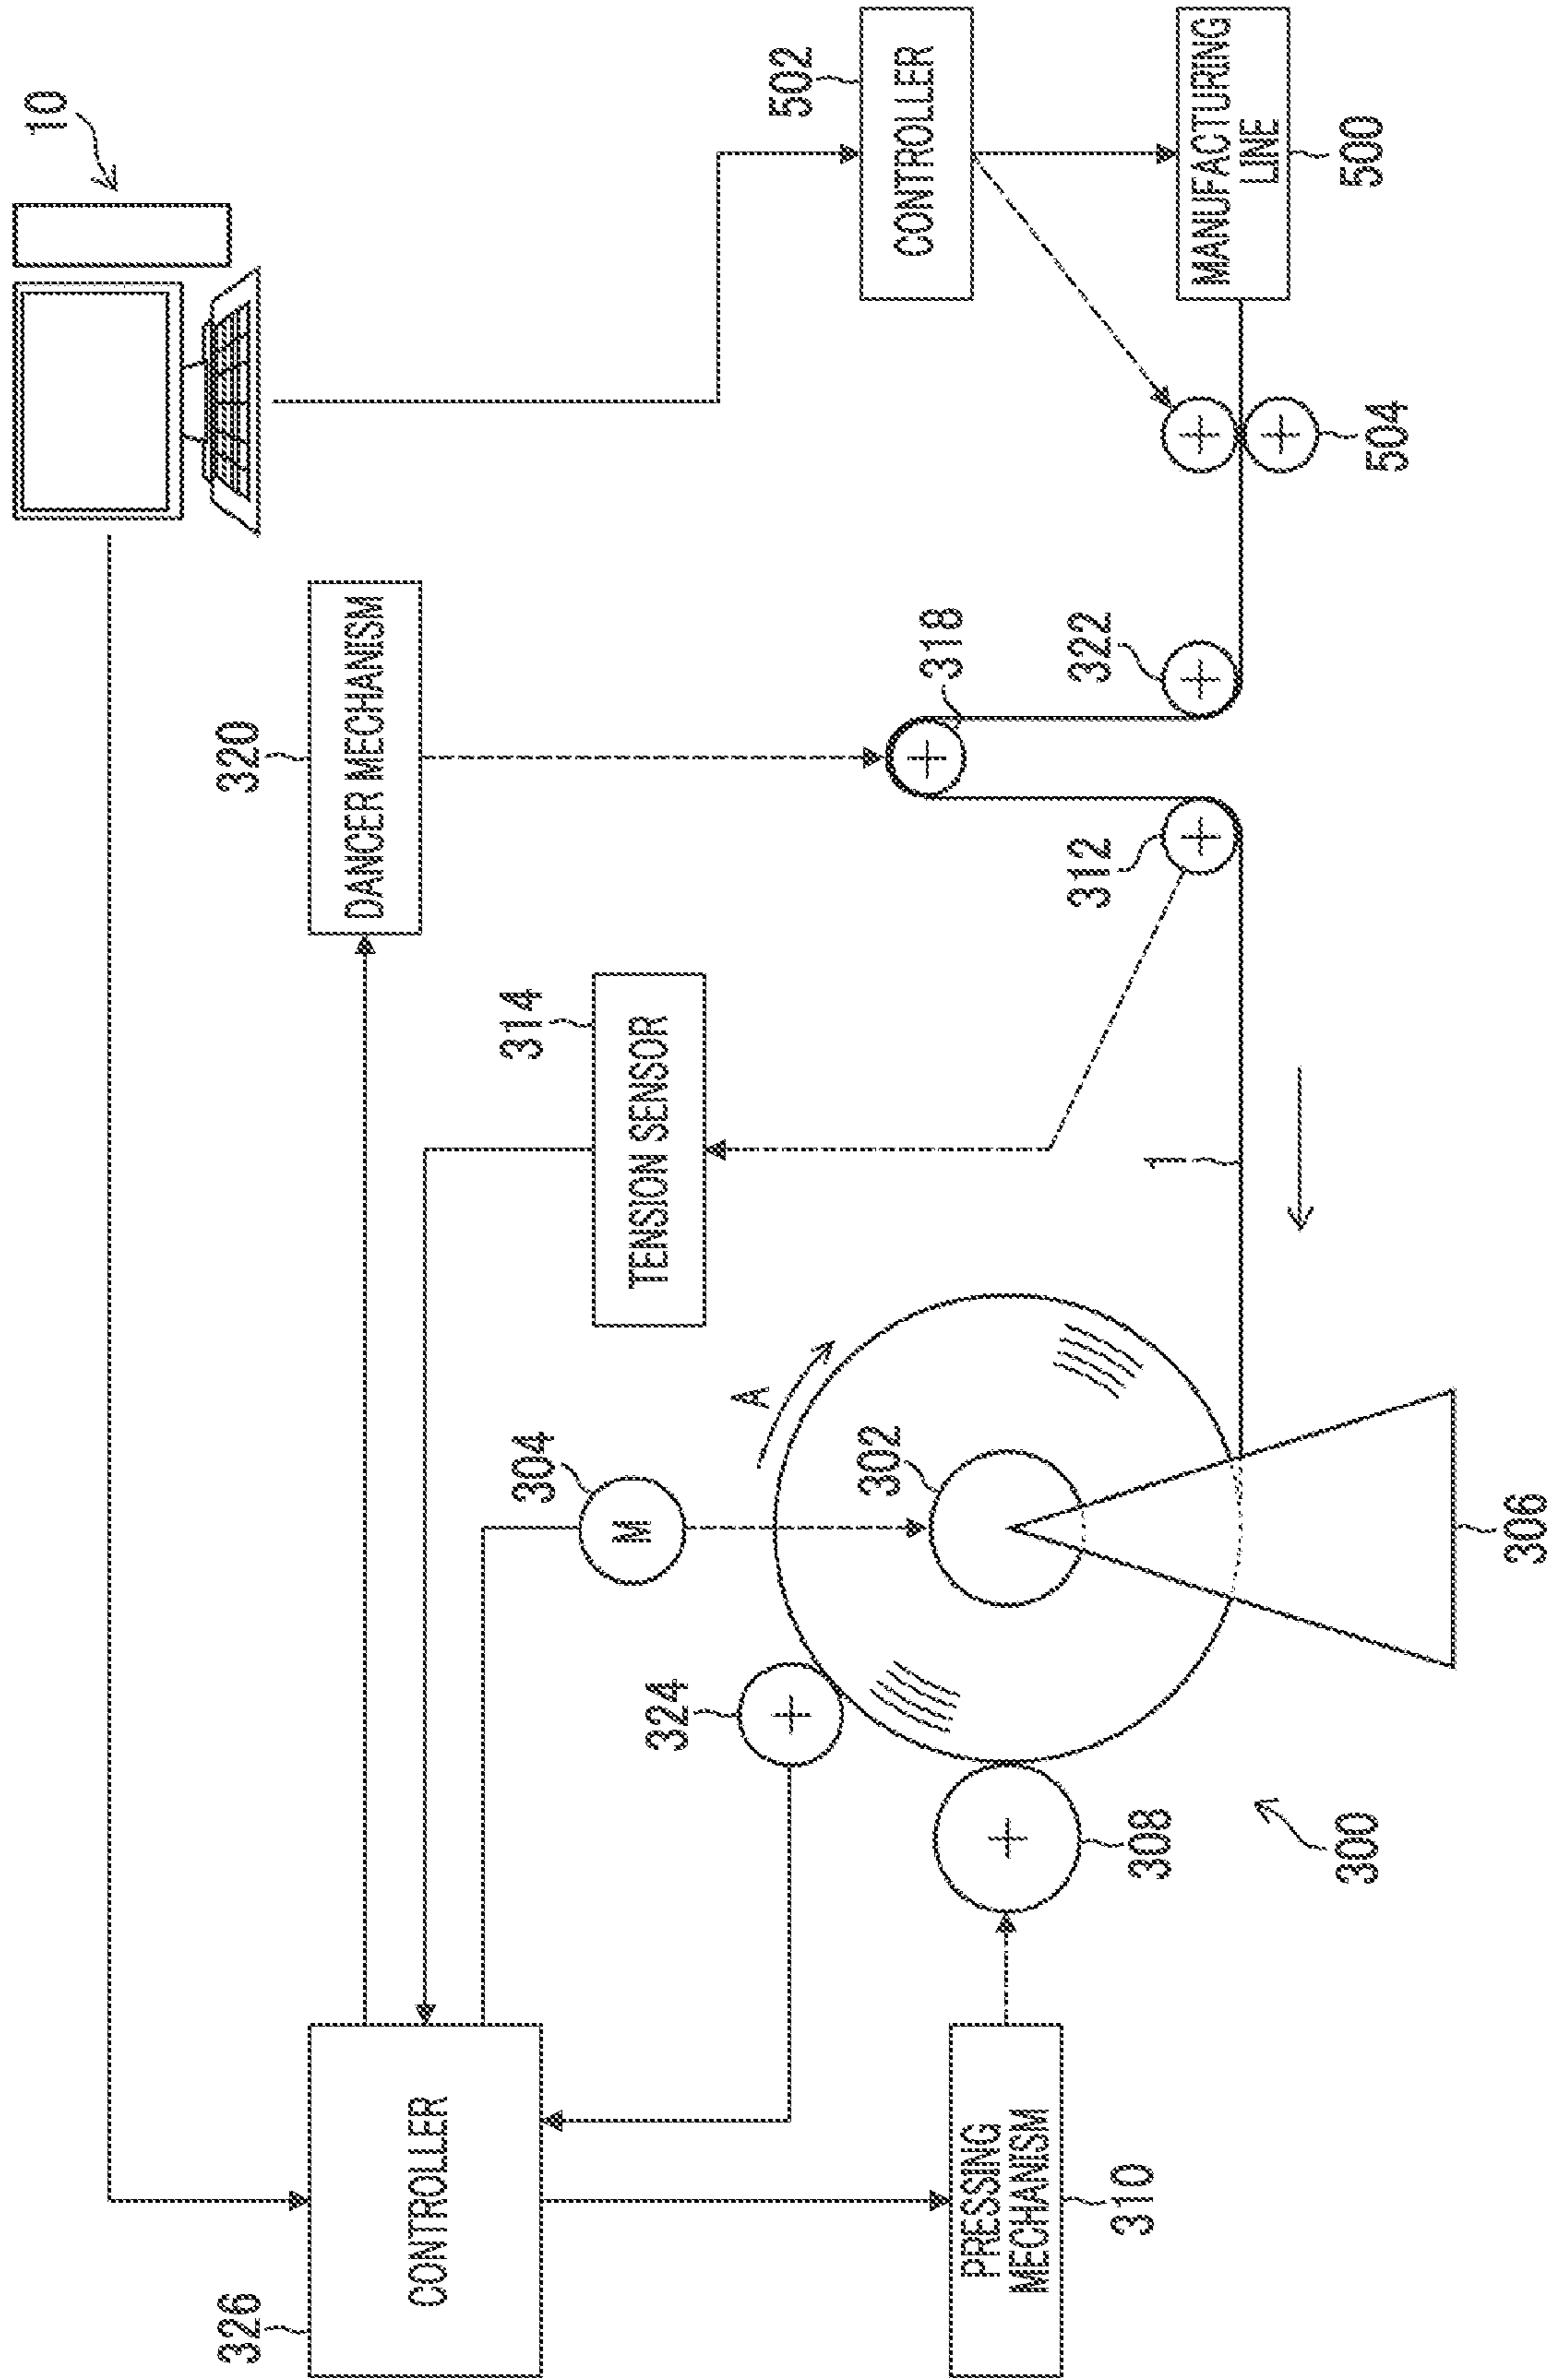 10
326
CONTROLLER
320
DANCER MECHANISM
314
TENSION SENSOR
304
M
324
A
302
318
502
CONTROLLER
PRESSING
MECHANISM
310
308
312
322
MANUFACTURING
LINE
500
1
504
300
306